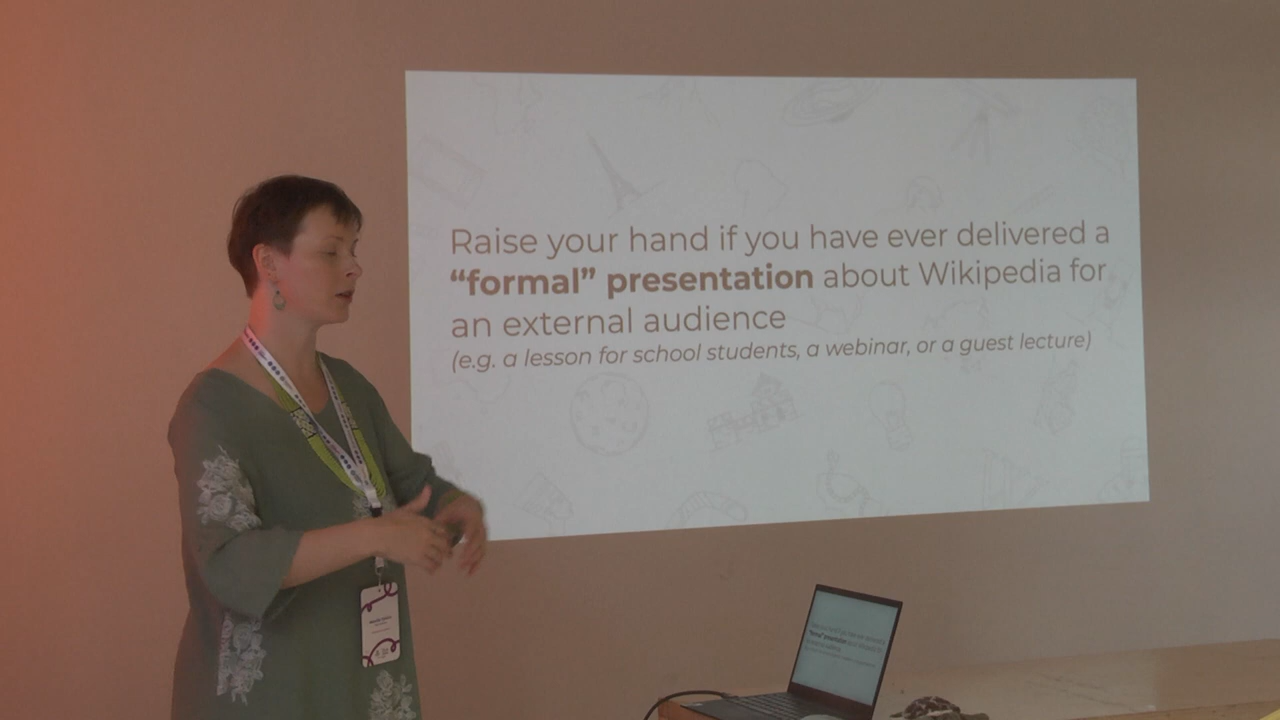 Raise your hand if you have ever delivered a
“formal” presentation about Wikipedia for
an external audience
(e.g. a lesson for school students, a webinar, or a guest lecture)